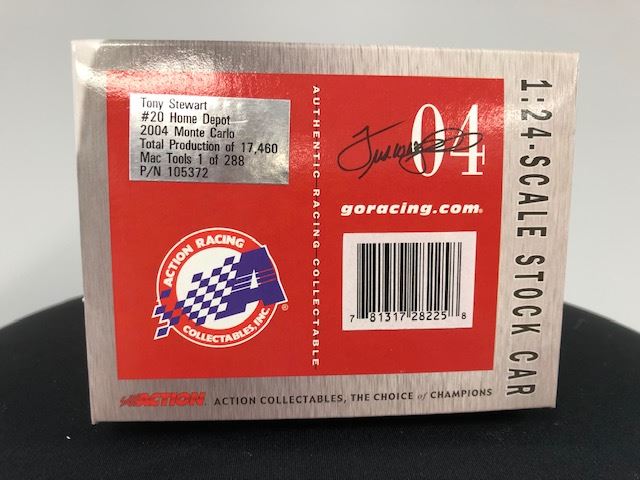 Tony Stewart
#20 Home Depot
2004 Monte Carlo
Total Production of 17,460
Mac Tools 1 of 288
P/N 105372
AUTHENTIC RACING COLLECTABLE
04
goracing.com®
7 81317 28225 8
ACTION RACING
COLLECTABLES, INC.
®
1:24-SCALE STOCK CAR
ACTION ACTION COLLECTABLES, THE CHOICE of CHAMPIONS